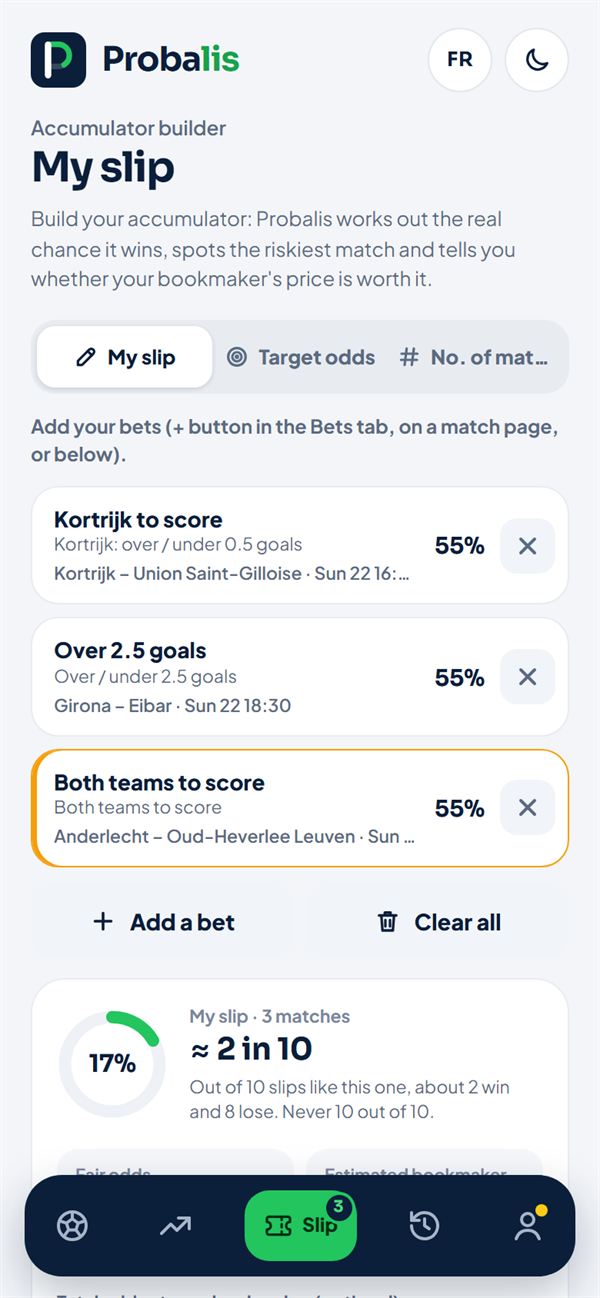 Probalis
FR
Accumulator builder
My slip
Build your accumulator: Probalis works out the real
chance it wins, spots the riskiest match and tells you
whether your bookmaker's price is worth it.
My slip
Target odds
No. of mat…
Add your bets (+ button in the Bets tab, on a match page,
or below).
Kortrijk to score
Kortrijk: over / under 0.5 goals
Kortrijk – Union Saint-Gilloise · Sun 22 16:…
55%
Over 2.5 goals
Over / under 2.5 goals
Girona – Eibar · Sun 22 18:30
55%
Both teams to score
Both teams to score
Anderlecht – Oud-Heverlee Leuven · Sun …
55%
Add a bet
Clear all
17%
My slip · 3 matches
≈ 2 in 10
Out of 10 slips like this one, about 2 win
and 8 lose. Never 10 out of 10.
Fair odds
Estimated bookmaker
Slip
3